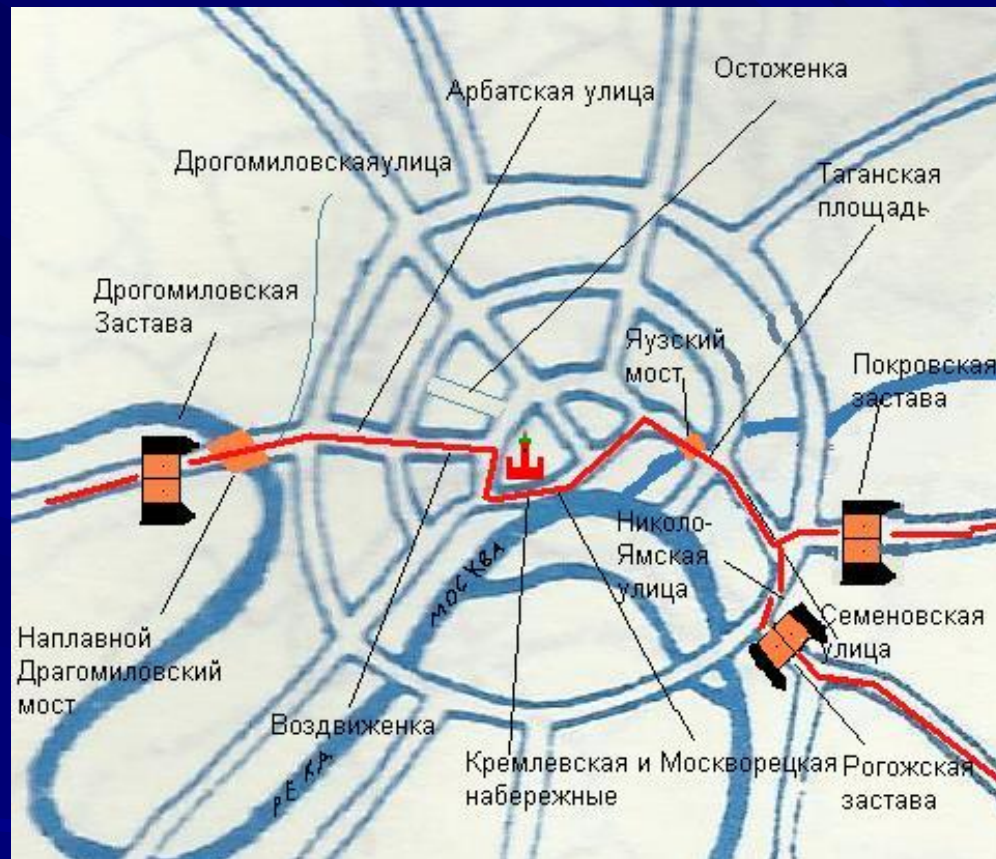 Остоженка
Арбатская улица
Дрогомиловскаяулица
Таганская
площадь
Дрогомиловская
Застава
Яузский
мост
Покровская
застава
Николо-
Ямская
улица
МОСКВА
Семеновская
улица
Наплавной
Драгомиловский
мост
Воздвиженка
РЕКА
Кремлевская и Москворецкая
набережные
Рогожская
застава